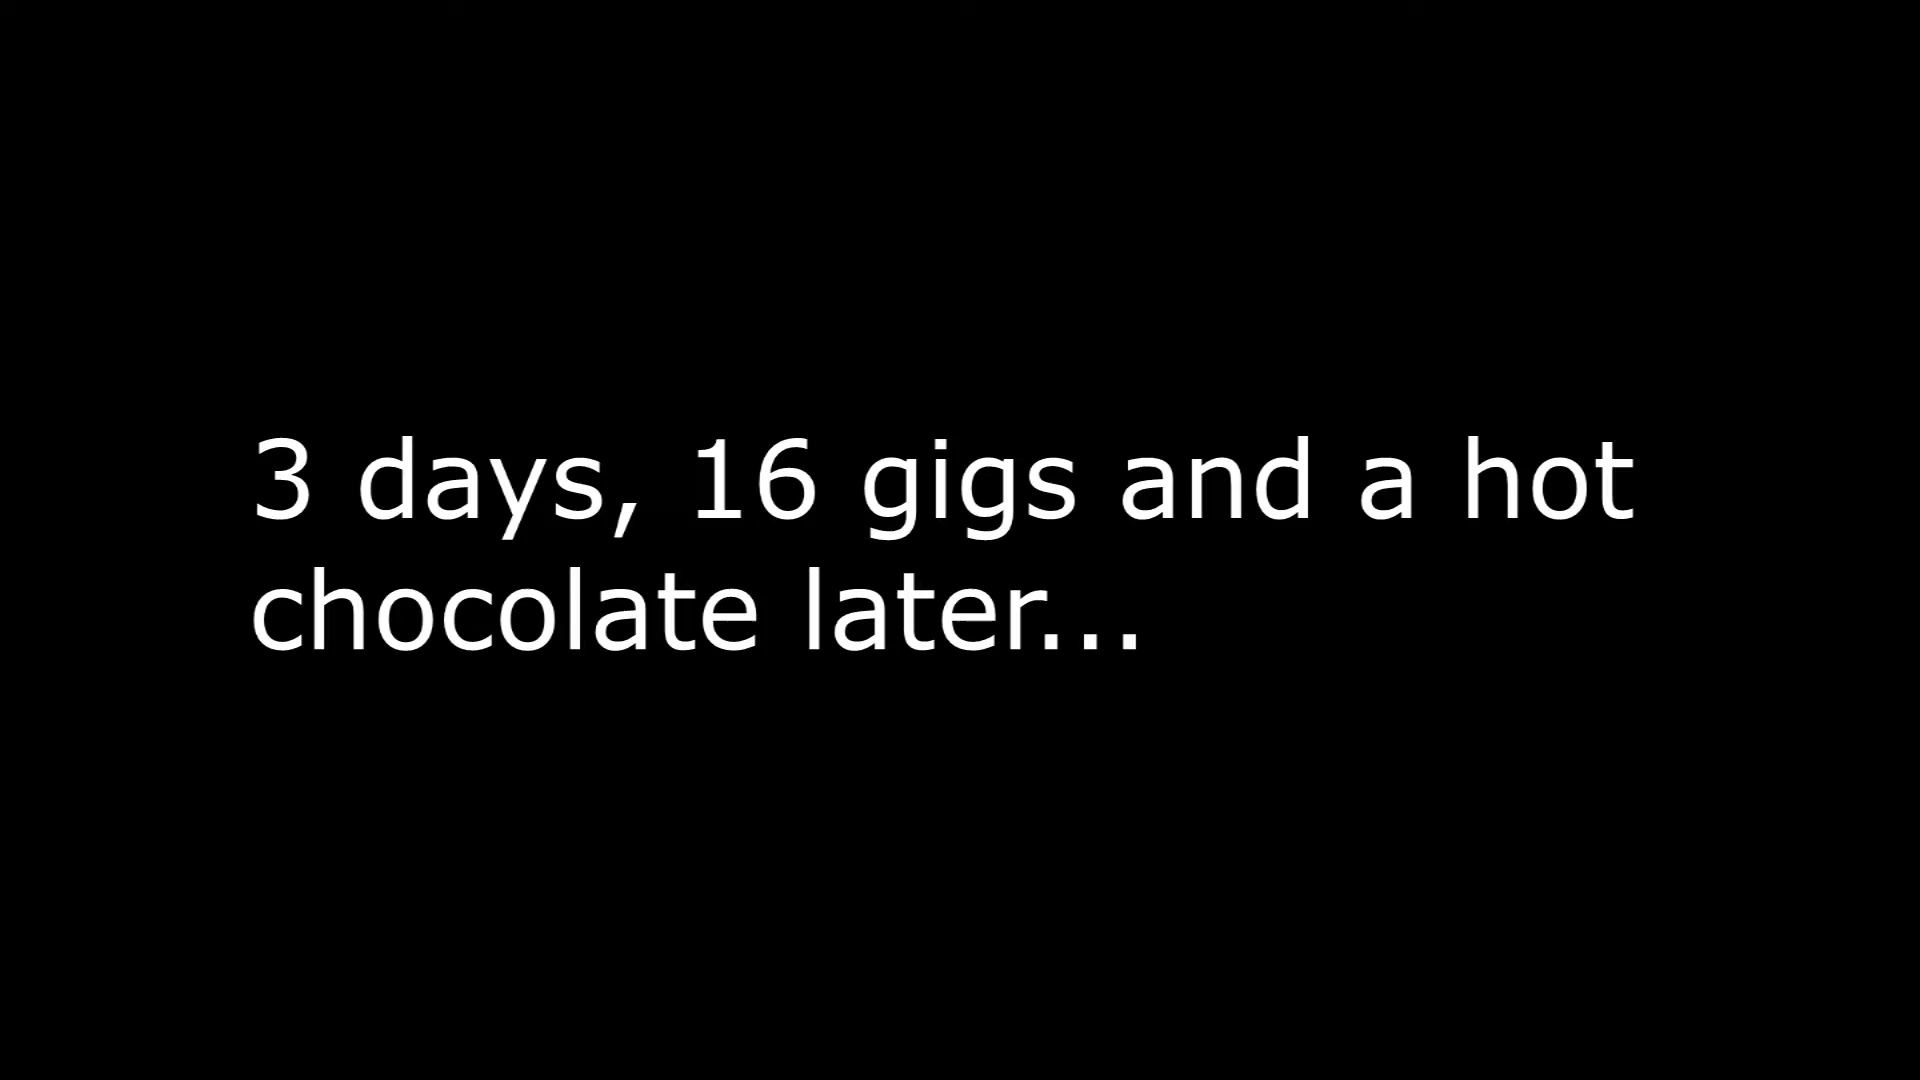 3 days, 16 gigs and a hot
chocolate later...